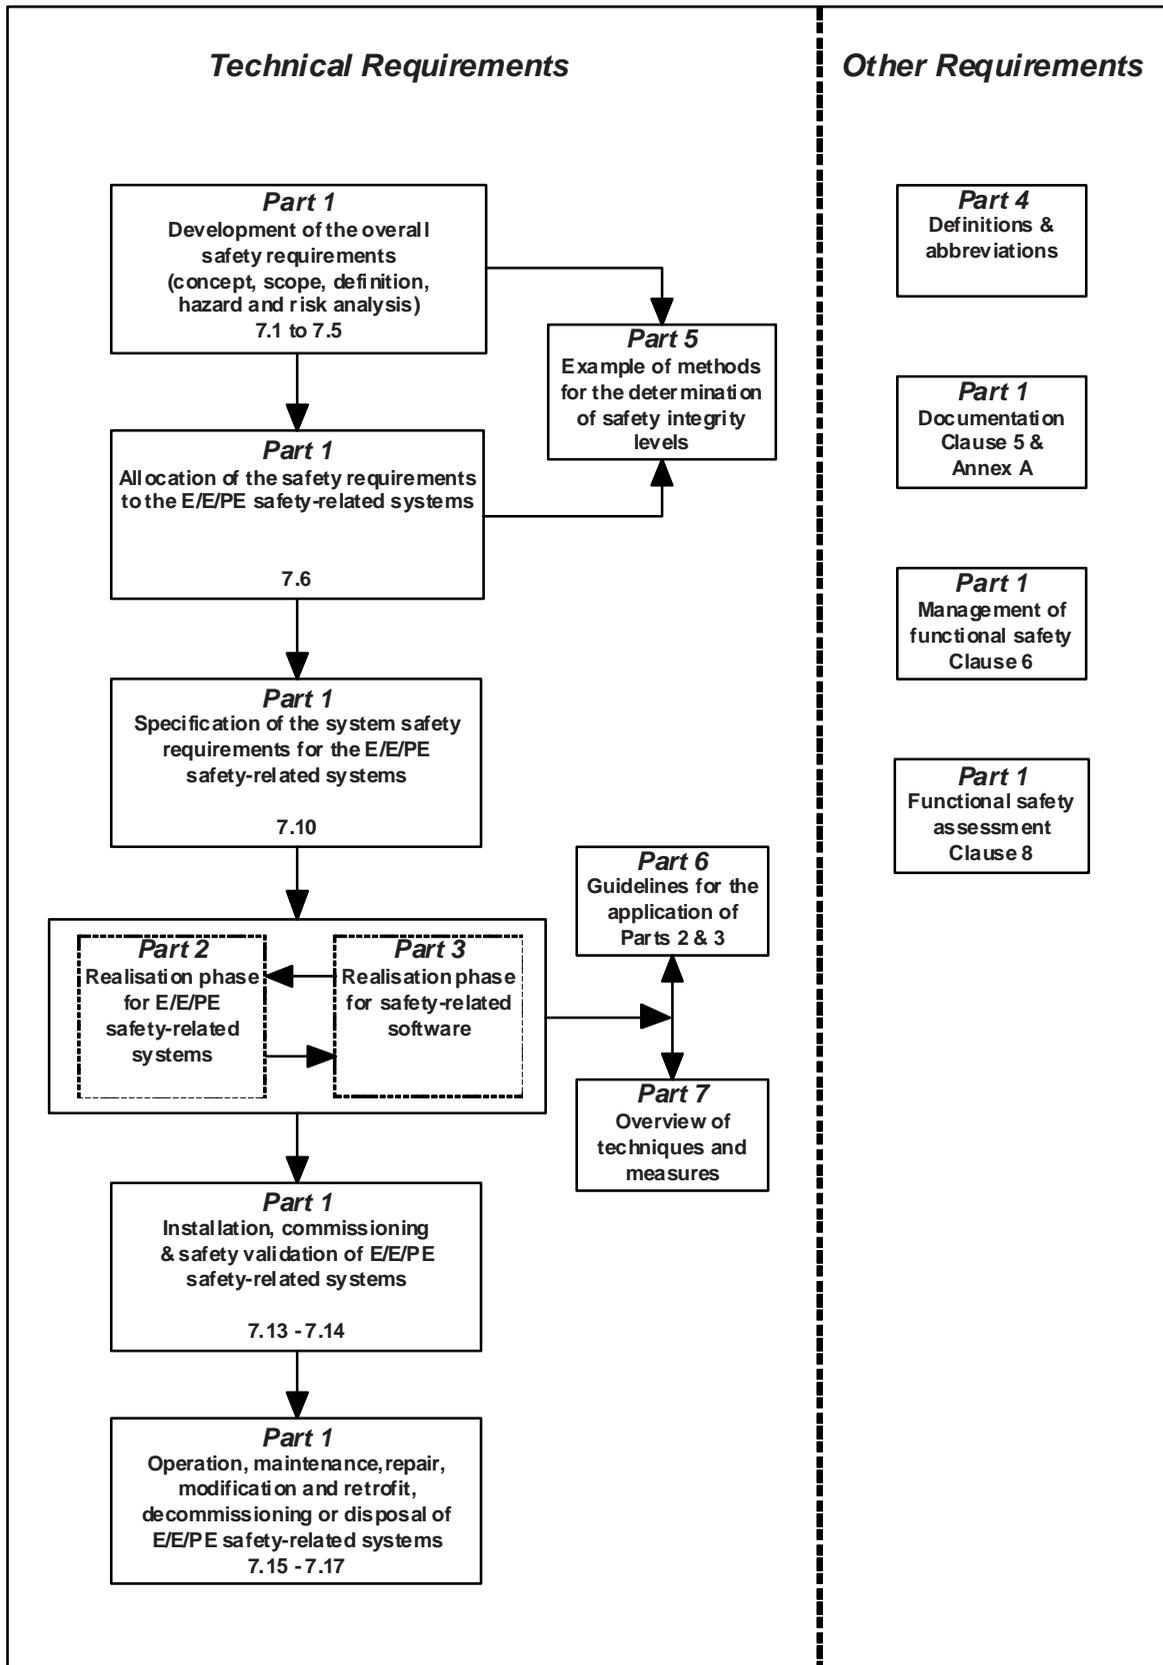 Technical Requirements
Other Requirements
Part 1
Development of the overall
safety requirements
(concept, scope, definition,
hazard and risk analysis)
7.1 to 7.5
Part 5
Example of methods
for the determination
of safety integrity
levels
Part 1
Allocation of the safety requirements
to the E/E/PE safety-related systems
7.6
Part 1
Specification of the system safety
requirements for the E/E/PE
safety-related systems
7.10
Part 6
Guidelines for the
application of
Parts 2 & 3
Part 2
Realisation phase
for E/E/PE
safety-related
systems
Part 3
Realisation phase
for safety-related
software
Part 7
Overview of
techniques and
measures
Part 1
Installation, commissioning
& safety validation of E/E/PE
safety-related systems
7.13 - 7.14
Part 1
Operation, maintenance, repair,
modification and retrofit,
decommissioning or disposal of
E/E/PE safety-related systems
7.15 - 7.17
Part 4
Definitions &
abbreviations
Part 1
Documentation
Clause 5 &
Annex A
Part 1
Management of
functional safety
Clause 6
Part 1
Functional safety
assessment
Clause 8